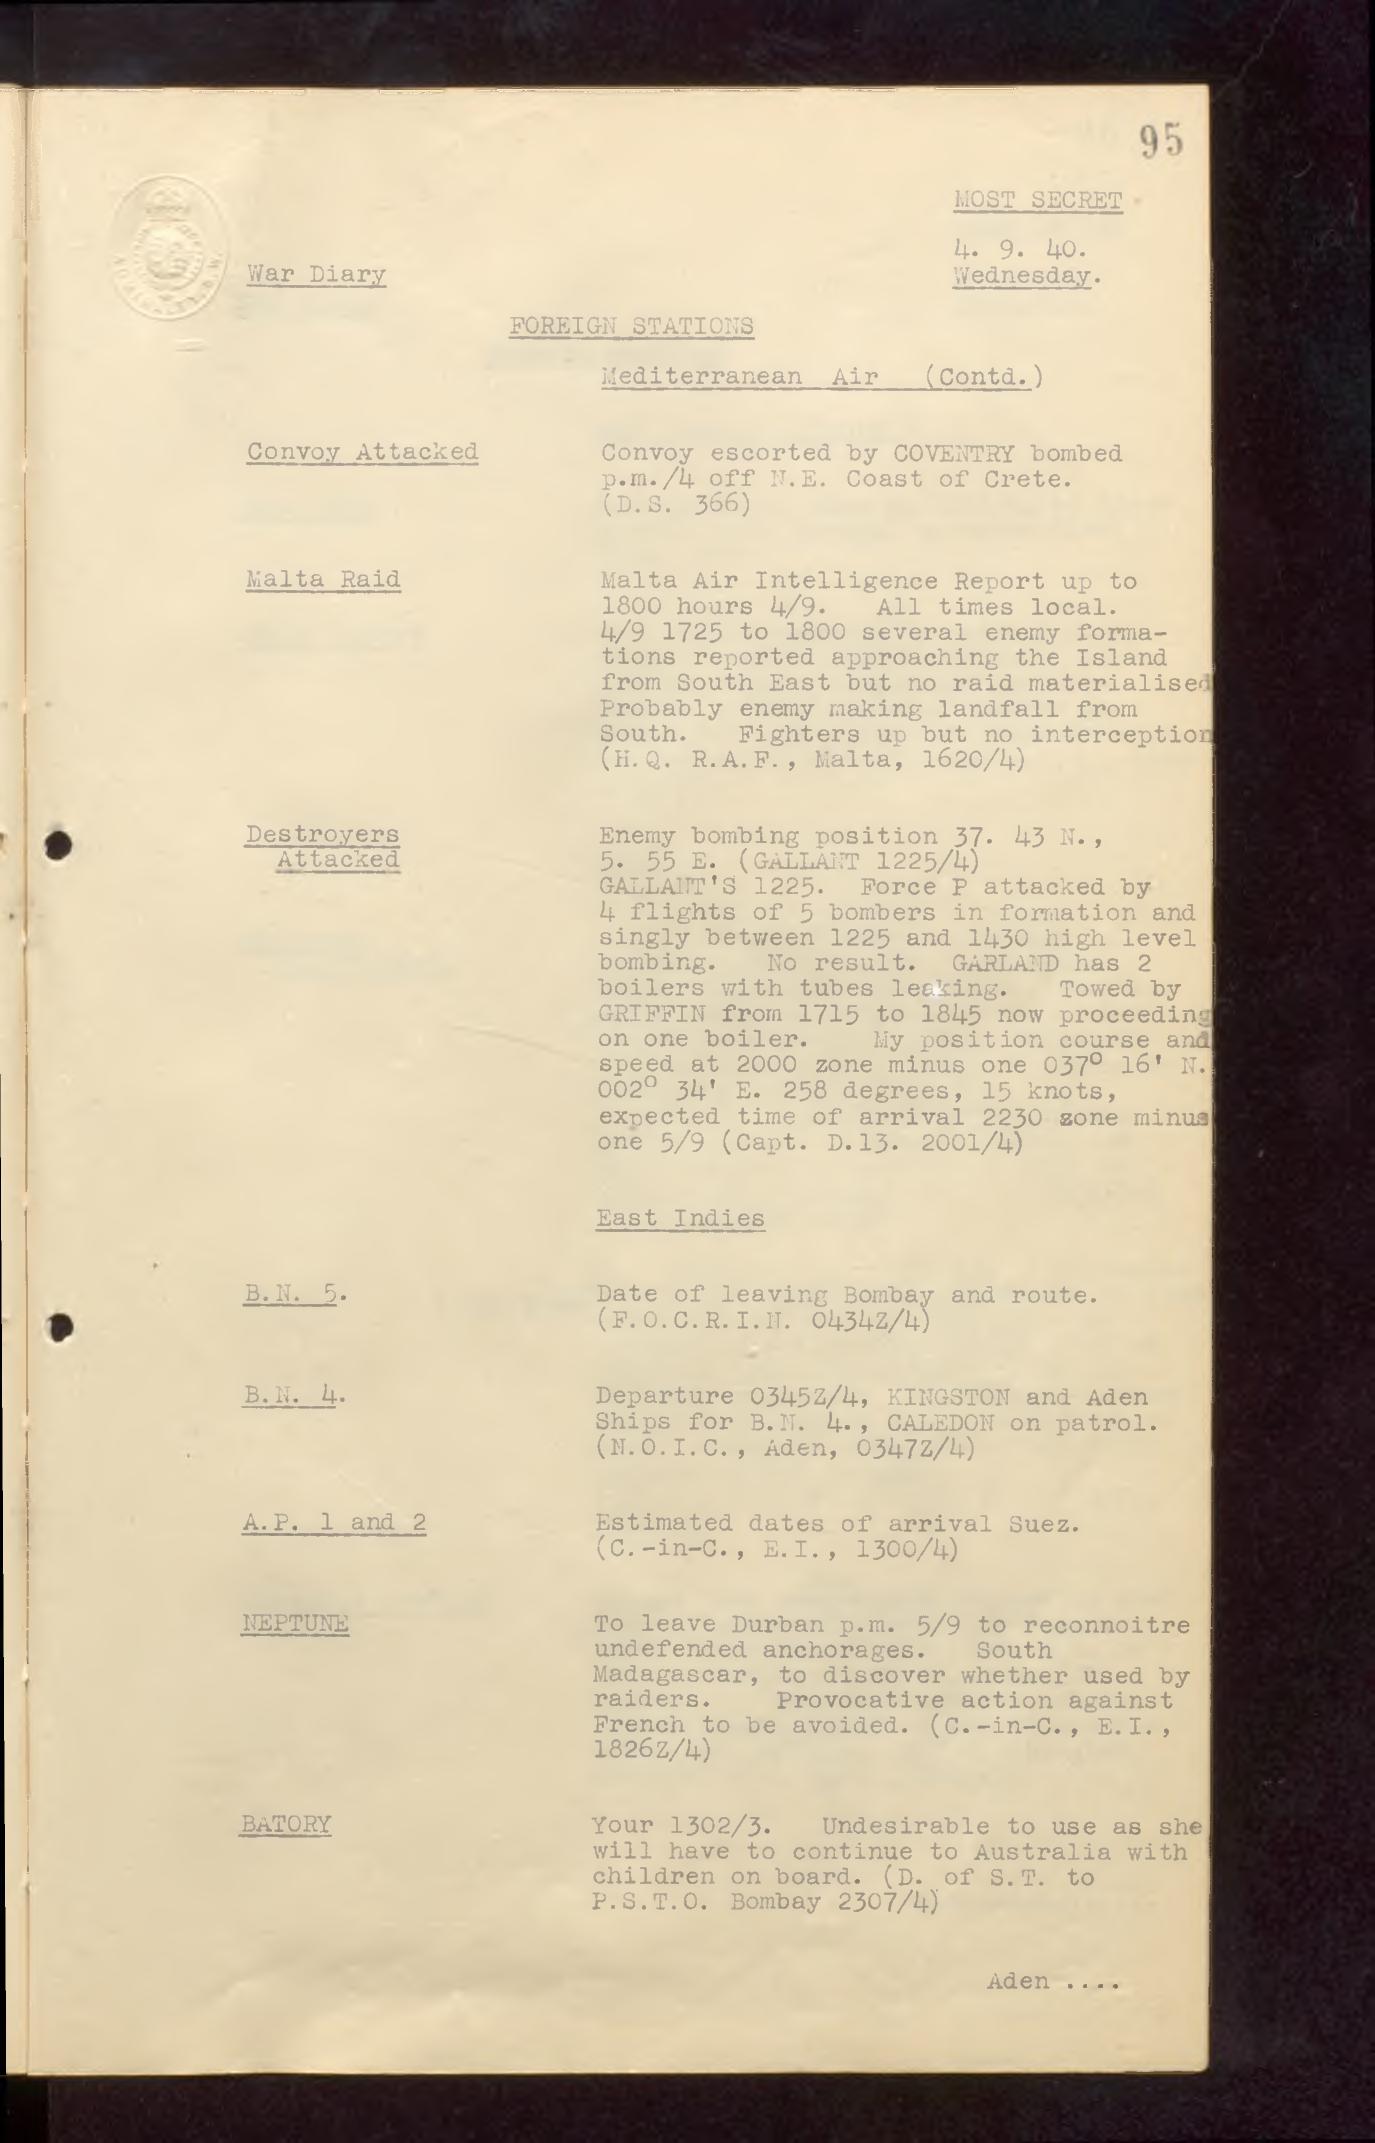 95
MOST SECRET
4. 9. 40.
War Diary
Wednesday.
FOREIGN STATIONS
Mediterranean Air (Contd.)
Convoy Attacked
Convoy escorted by COVENTRY bombed
p.m./4 off N.E. Coast of Crete.
(D.S. 366)
Malta Raid
Malta Air Intelligence Report up to
1800 hours 4/9. All times local.
4/9 1725 to 1800 several enemy forma-
tions reported approaching the Island
from South East but no raid materialised
Probably enemy making landfall from
South. Fighters up but no interception
(H.Q. R.A.F., Malta, 1620/4)
Destroyers
Attacked
Enemy bombing position 37. 43 N.,
5. 55 E. (GALLANT 1225/4)
GALLANT'S 1225. Force P attacked by
4 flights of 5 bombers in formation and
singly between 1225 and 1430 high level
bombing. No result. GARLAND has 2
boilers with tubes leaking. Towed by
GRIFFIN from 1715 to 1845 now proceeding
on one boiler. My position course and
speed at 2000 zone minus one 037° 16' N.
002° 34' E. 258 degrees, 15 knots,
expected time of arrival 2230 zone minus
one 5/9 (Capt. D.13. 2001/4)
East Indies
B.N. 5.
Date of leaving Bombay and route.
(F.O.C.R.I.N. 0434Z/4)
B.N. 4.
Departure 0345Z/4, KINGSTON and Aden
Ships for B.N. 4., CALEDON on patrol.
(N.O.I.C., Aden, 0347Z/4)
A.P. 1 and 2
Estimated dates of arrival Suez.
(C.-in-C., E.I., 1300/4)
NEPTUNE
To leave Durban p.m. 5/9 to reconnoitre
undefended anchorages. South
Madagascar, to discover whether used by
raiders. Provocative action against
French to be avoided. (C.-in-C., E.I.,
1826Z/4)
BATORY
Your 1302/3. Undesirable to use as she
will have to continue to Australia with
children on board. (D. of S.T. to
P.S.T.O. Bombay 2307/4)
Aden ....